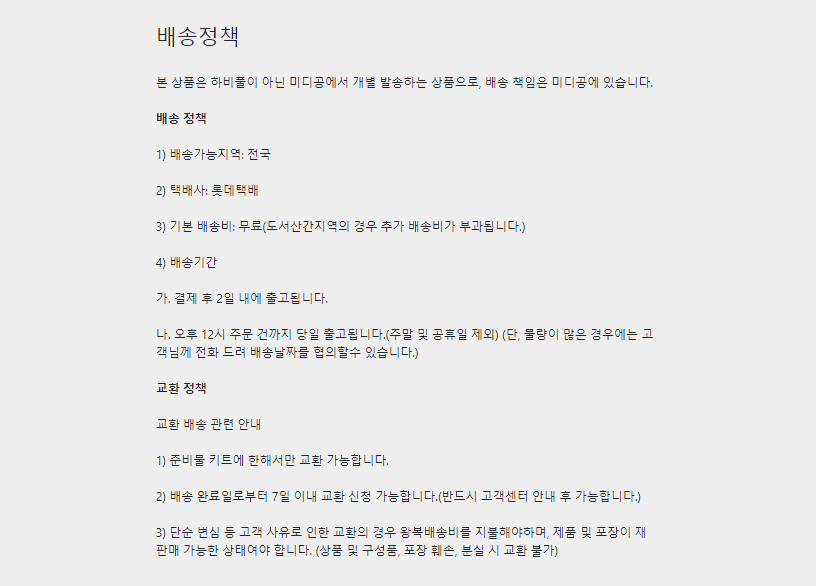 배송정책
본 상품은 하비풀이 아닌 미디공에서 개별 발송하는 상품으로, 배송 책임은 미디공에 있습니다.
배송 정책
1) 배송가능지역: 전국
2) 택배사: 롯데택배
3) 기본 배송비: 무료(도서산간지역의 경우 추가 배송비가 부과됩니다.)
4) 배송기간
가. 결제 후 2일 내에 출고됩니다.
나. 오후 12시 주문 건까지 당일 출고됩니다.(주말 및 공휴일 제외) (단, 물량이 많은 경우에는 고
객님께 전화 드려 배송날짜를 협의할수 있습니다.)
교환 정책
교환 배송 관련 안내
1) 준비물 키트에 한해서만 교환 가능합니다.
2) 배송 완료일로부터 7일 이내 교환 신청 가능합니다.(반드시 고객센터 안내 후 가능합니다.)
3) 단순 변심 등 고객 사유로 인한 교환의 경우 왕복배송비를 지불해야하며, 제품 및 포장이 재
판매 가능한 상태여야 합니다. (상품 및 구성품, 포장 훼손, 분실 시 교환 불가)